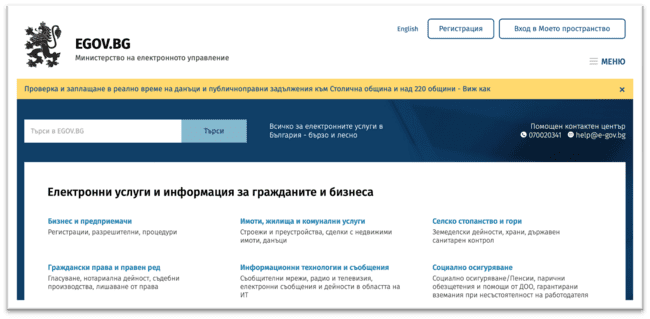 English
Регистрация
Вход в Моето пространство
EGOV.BG
Министерство на електронното управление
МЕНЮ
Проверка и заплащане в реално време на данъци и публичноправни задължения към Столична община и над 220 общини - Виж как
Търси в EGOV.BG
Търси
Всичко за електронните услуги в
България - бързо и лесно
Помощен контактен център
070020341 help@e-gov.bg
Електронни услуги и информация за гражданите и бизнеса
Бизнес и предприемачи
Регистрации, разрешителни, процедури
Имоти, жилища и комунални услуги
Строежи и преустройства, сделки с недвижими
имоти, данъци
Селско стопанство и гори
Земеделски дейности, храни, държавен
санитарен контрол
Граждански права и правен ред
Гласуване, нотариална дейност, съдебни
производства, лишаване от права
Информационни технологии и съобщения
Съобщителни мрежи, радио и телевизия,
електронни съобщения и дейности в областта на
ИТ
Социално осигуряване
Социално осигуряване/Пенсии, парични
обезщетения и помощи от ДОО, гарантирани
вземания при несъстоятелност на работодателя